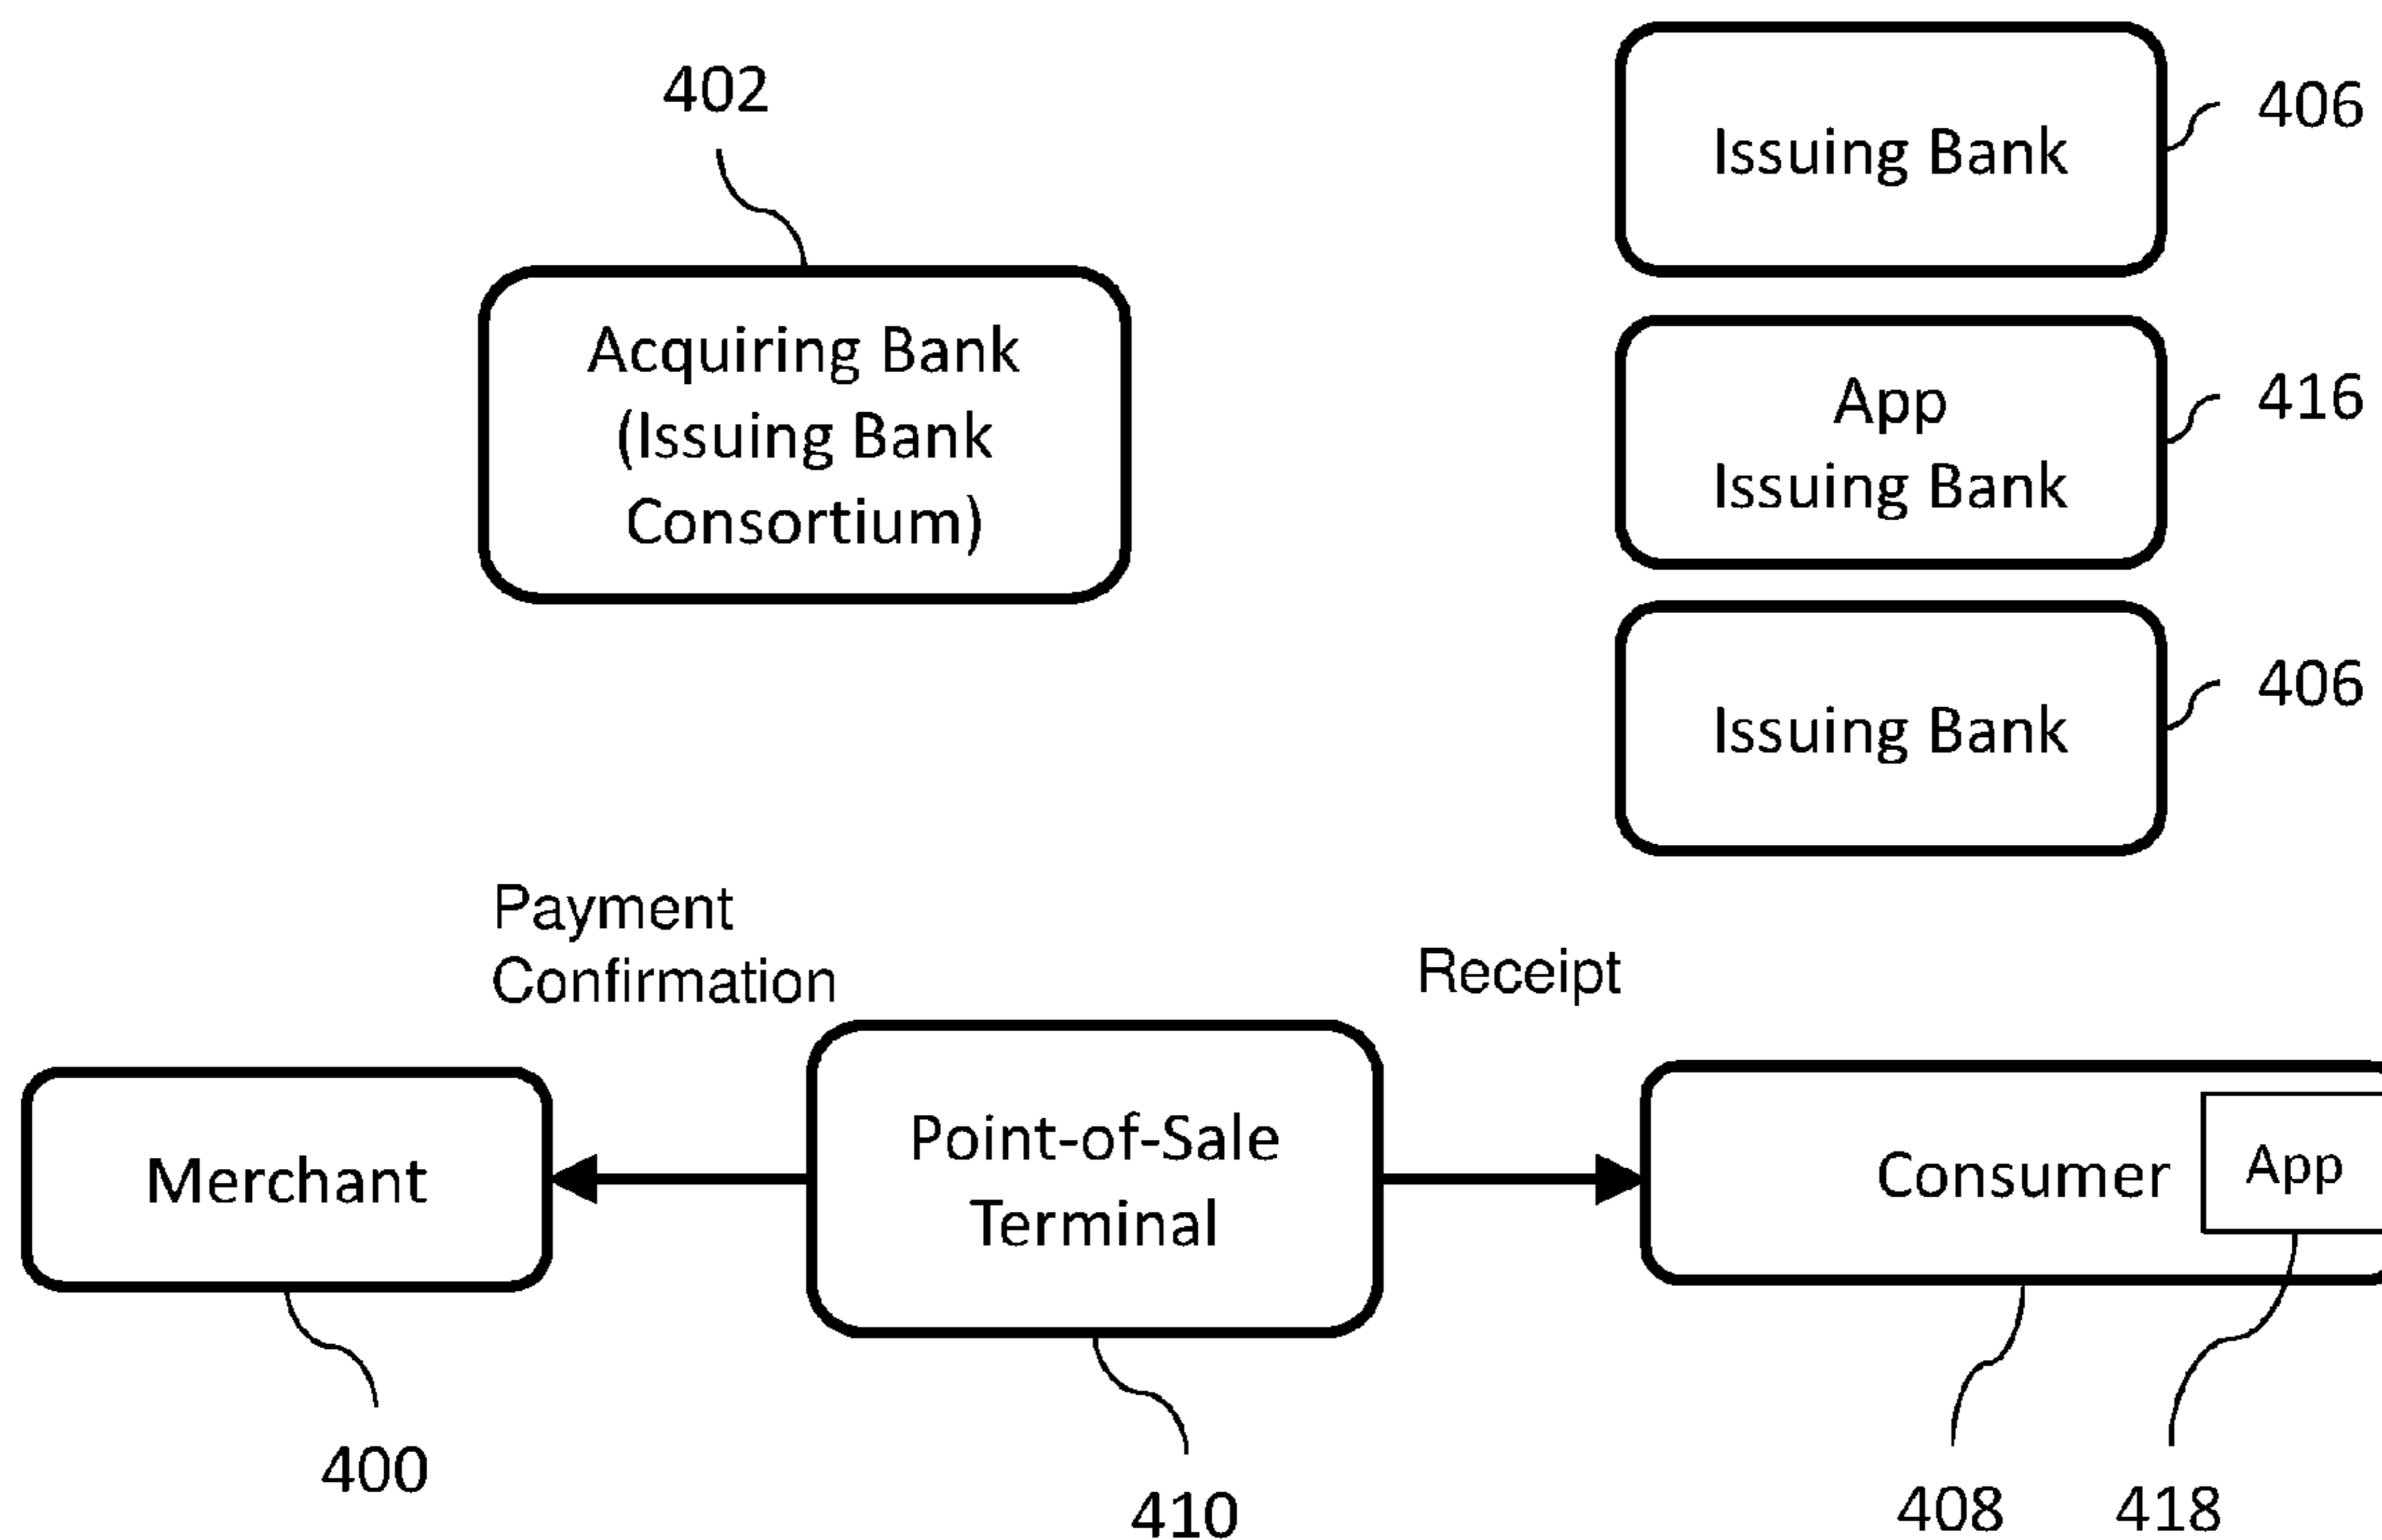 402
Acquiring Bank
(Issuing Bank
Consortium)
Issuing Bank
406
App
Issuing Bank
416
Issuing Bank
406
Payment
Confirmation
Receipt
Merchant
Point-of-Sale
Terminal
Consumer
App
400
410
408
418